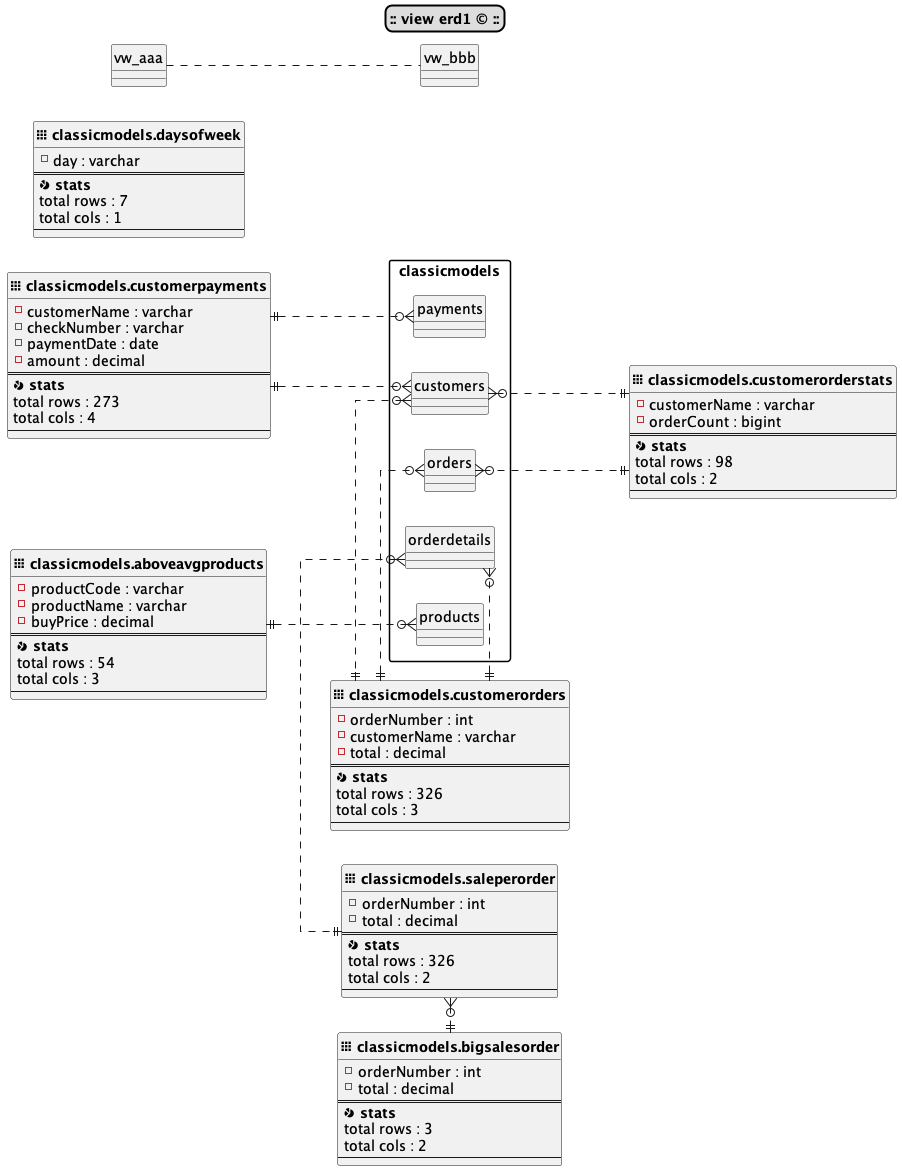 :: view erd1 © ::
vw_aaa
vw_bbb
classicmodels.daysofweek
day : varchar
stats
total rows : 7
total cols : 1
classicmodels.customerpayments
customerName : varchar
checkNumber : varchar
paymentDate : date
amount : decimal
stats
total rows : 273
total cols : 4
classicmodels
payments
customers
orders
orderdetails
products
classicmodels.customerorderstats
customerName : varchar
orderCount : bigint
stats
total rows : 98
total cols : 2
classicmodels.aboveavgproducts
productCode : varchar
productName : varchar
buyPrice : decimal
stats
total rows : 54
total cols : 3
classicmodels.customerorders
orderNumber : int
customerName : varchar
total : decimal
stats
total rows : 326
total cols : 3
classicmodels.saleperorder
orderNumber : int
total : decimal
stats
total rows : 326
total cols : 2
classicmodels.bigsalesorder
orderNumber : int
total : decimal
stats
total rows : 3
total cols : 2